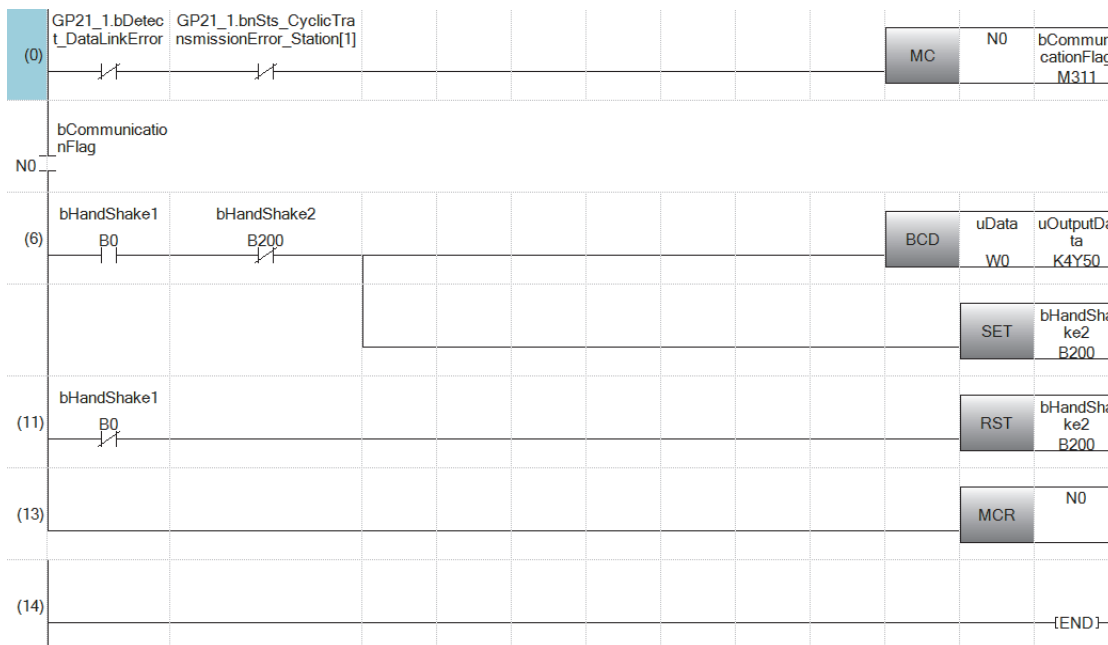 GP21_1.bDetec GP21_1.bnSts_CyclicTra
t_DataLinkError nsmissionError_Station[1]
(0) MC N0 bCommuni
cationFlag
M311
bCommunicatio
nFlag
N0
bHandShake1 bHandShake2
(6) B0 B200 BCD uData uOutputDa
ta
W0 K4Y50
SET bHandSha
ke2
B200
bHandShake1
(11) B0 RST bHandSha
ke2
B200
(13) MCR N0
(14) [END]